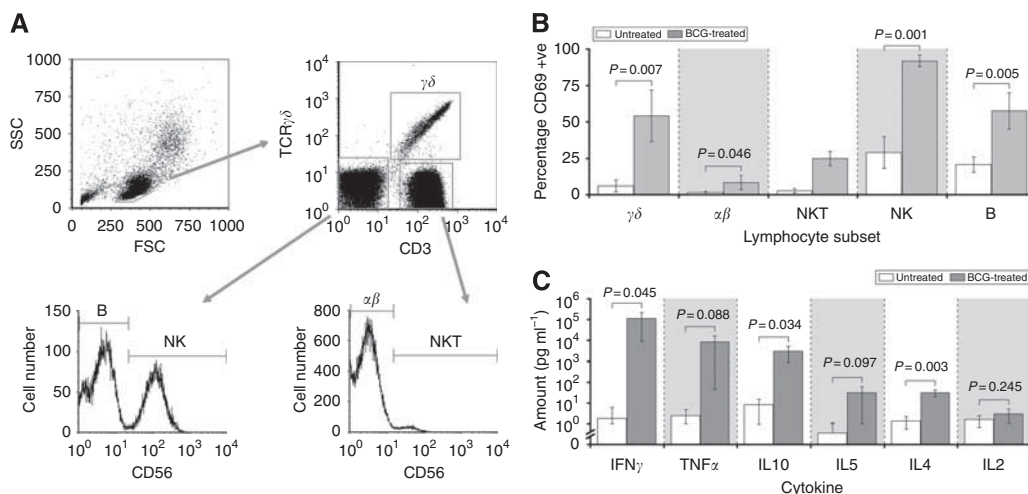 A
SSC
1000
750
500
250
0
0 250 500 750 1000
FSC
TCRγδ
10^4
10^3
10^2
10^1
10^0
γδ
10^0 10^1 10^2 10^3 10^4
CD3
Cell number
150
100
50
0
B
NK
10^0 10^1 10^2 10^3 10^4
CD56
Cell number
800
600
400
200
0
αβ
NKT
10^0 10^1 10^2 10^3 10^4
CD56
B
Untreated BCG-treated
Percentage CD69 +ve
100
75
50
25
0
P=0.007
P=0.046
P=0.001
P=0.005
γδ αβ NKT NK B
Lymphocyte subset
C
Untreated BCG-treated
Amount (pg ml⁻¹)
10^6
10^5
10^4
10^3
10^2
10^1
10^0
0
P=0.045
P=0.088
P=0.034
P=0.097
P=0.003
P=0.245
IFNγ TNFα IL10 IL5 IL4 IL2
Cytokine